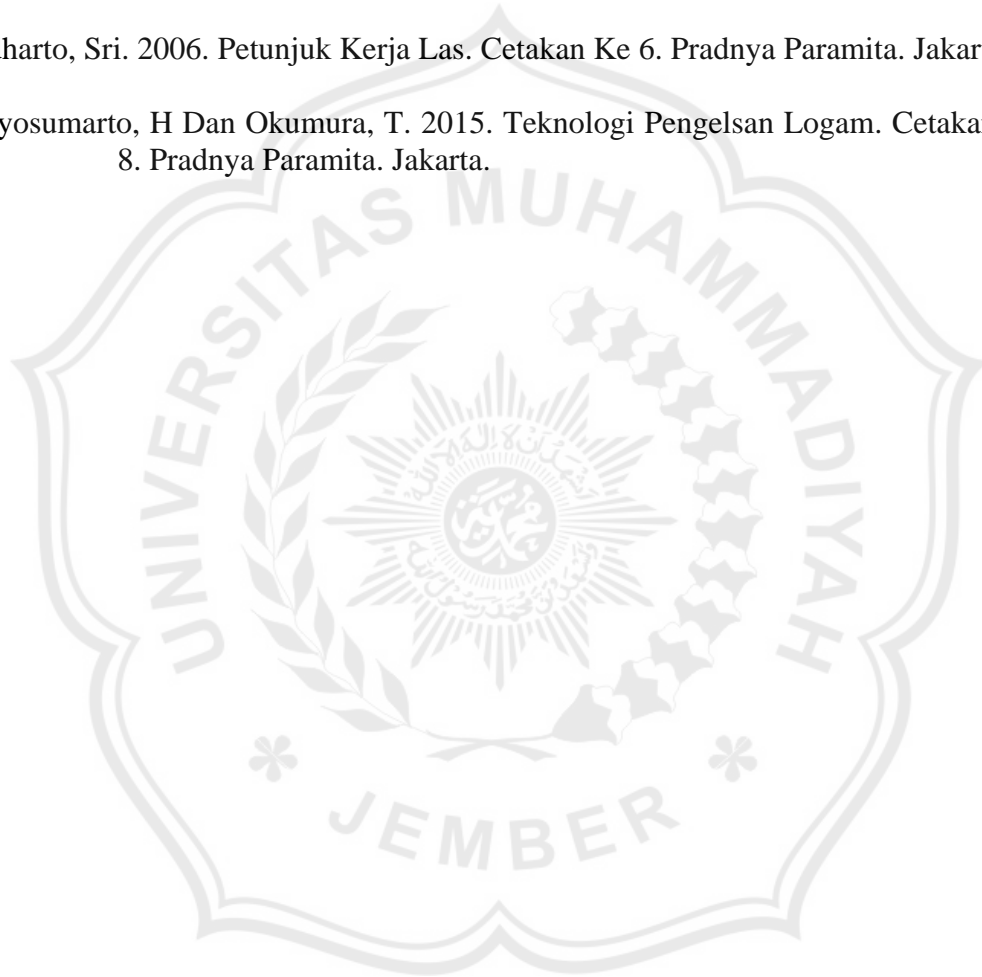 harto, Sri. 2006. Petunjuk Kerja Las. Cetakan Ke 6. Pradnya Paramita. Jakar
yosumarto, H Dan Okumura, T. 2015. Teknologi Pengelsan Logam. Cetakan
8. Pradnya Paramita. Jakarta.
UNIVERSITAS MUHAMMADIYAH
JEMBER